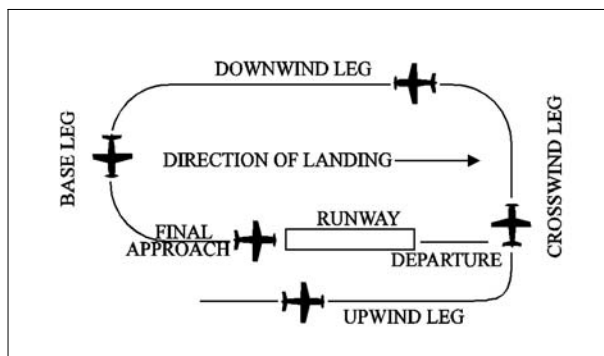 DOWNWIND LEG
BASE LEG
DIRECTION OF LANDING
CROSSWIND LEG
RUNWAY
FINAL
APPROACH
DEPARTURE
UPWIND LEG